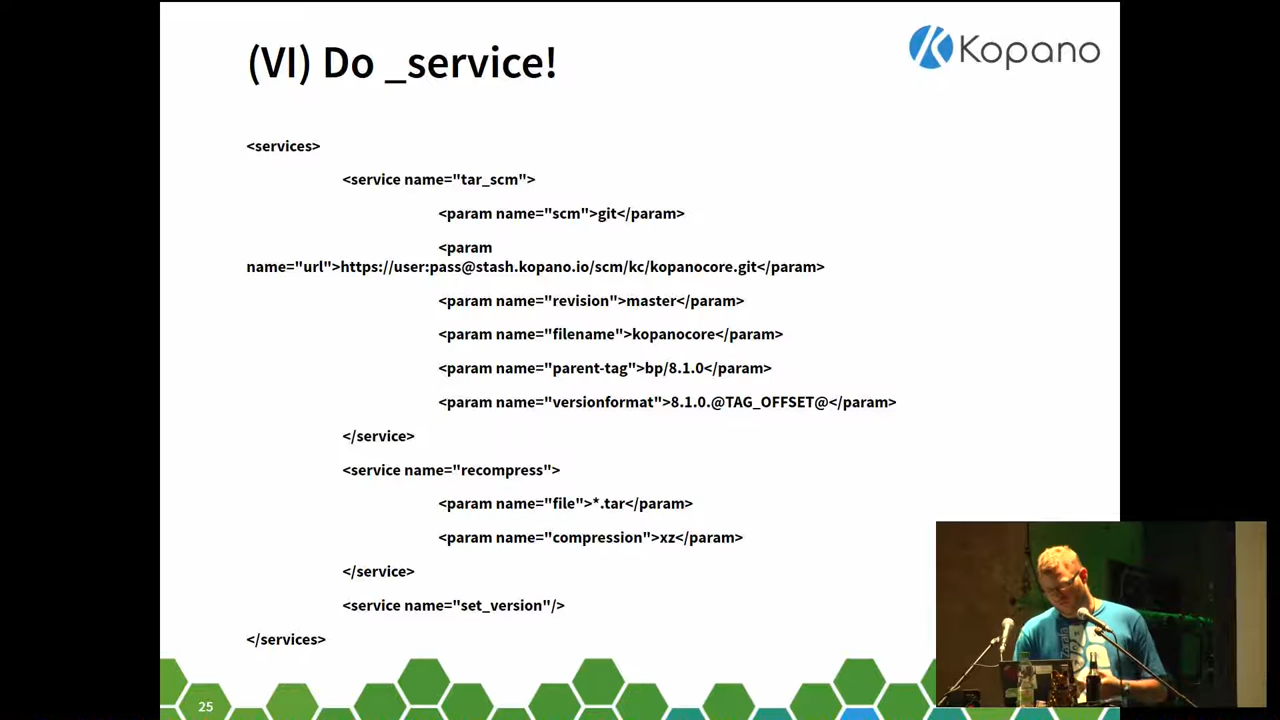 (VI) Do _service!
Kopano
<services>
<service name="tar_scm">
<param name="scm">git</param>
<param
name="url">https://user:pass@stash.kopano.io/scm/kc/kopanocore.git</param>
<param name="revision">master</param>
<param name="filename">kopanocore</param>
<param name="parent-tag">bp/8.1.0</param>
<param name="versionformat">8.1.0.@TAG_OFFSET@</param>
</service>
<service name="recompress">
<param name="file">*.tar</param>
<param name="compression">xz</param>
</service>
<service name="set_version"/>
</services>
25